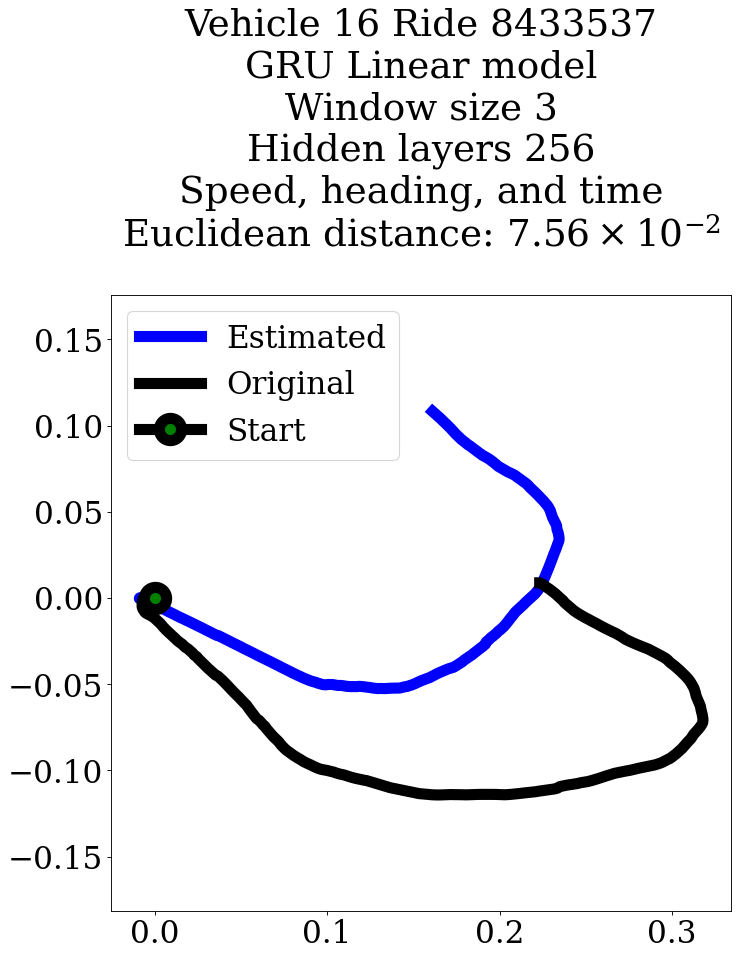 Vehicle 16 Ride 8433537
GRU Linear model
Window size 3
Hidden layers 256
Speed, heading, and time
Euclidean distance: 7.56 × 10⁻²
Estimated
Original
Start
0.15
0.10
0.05
0.00
−0.05
−0.10
−0.15
0.0 0.1 0.2 0.3